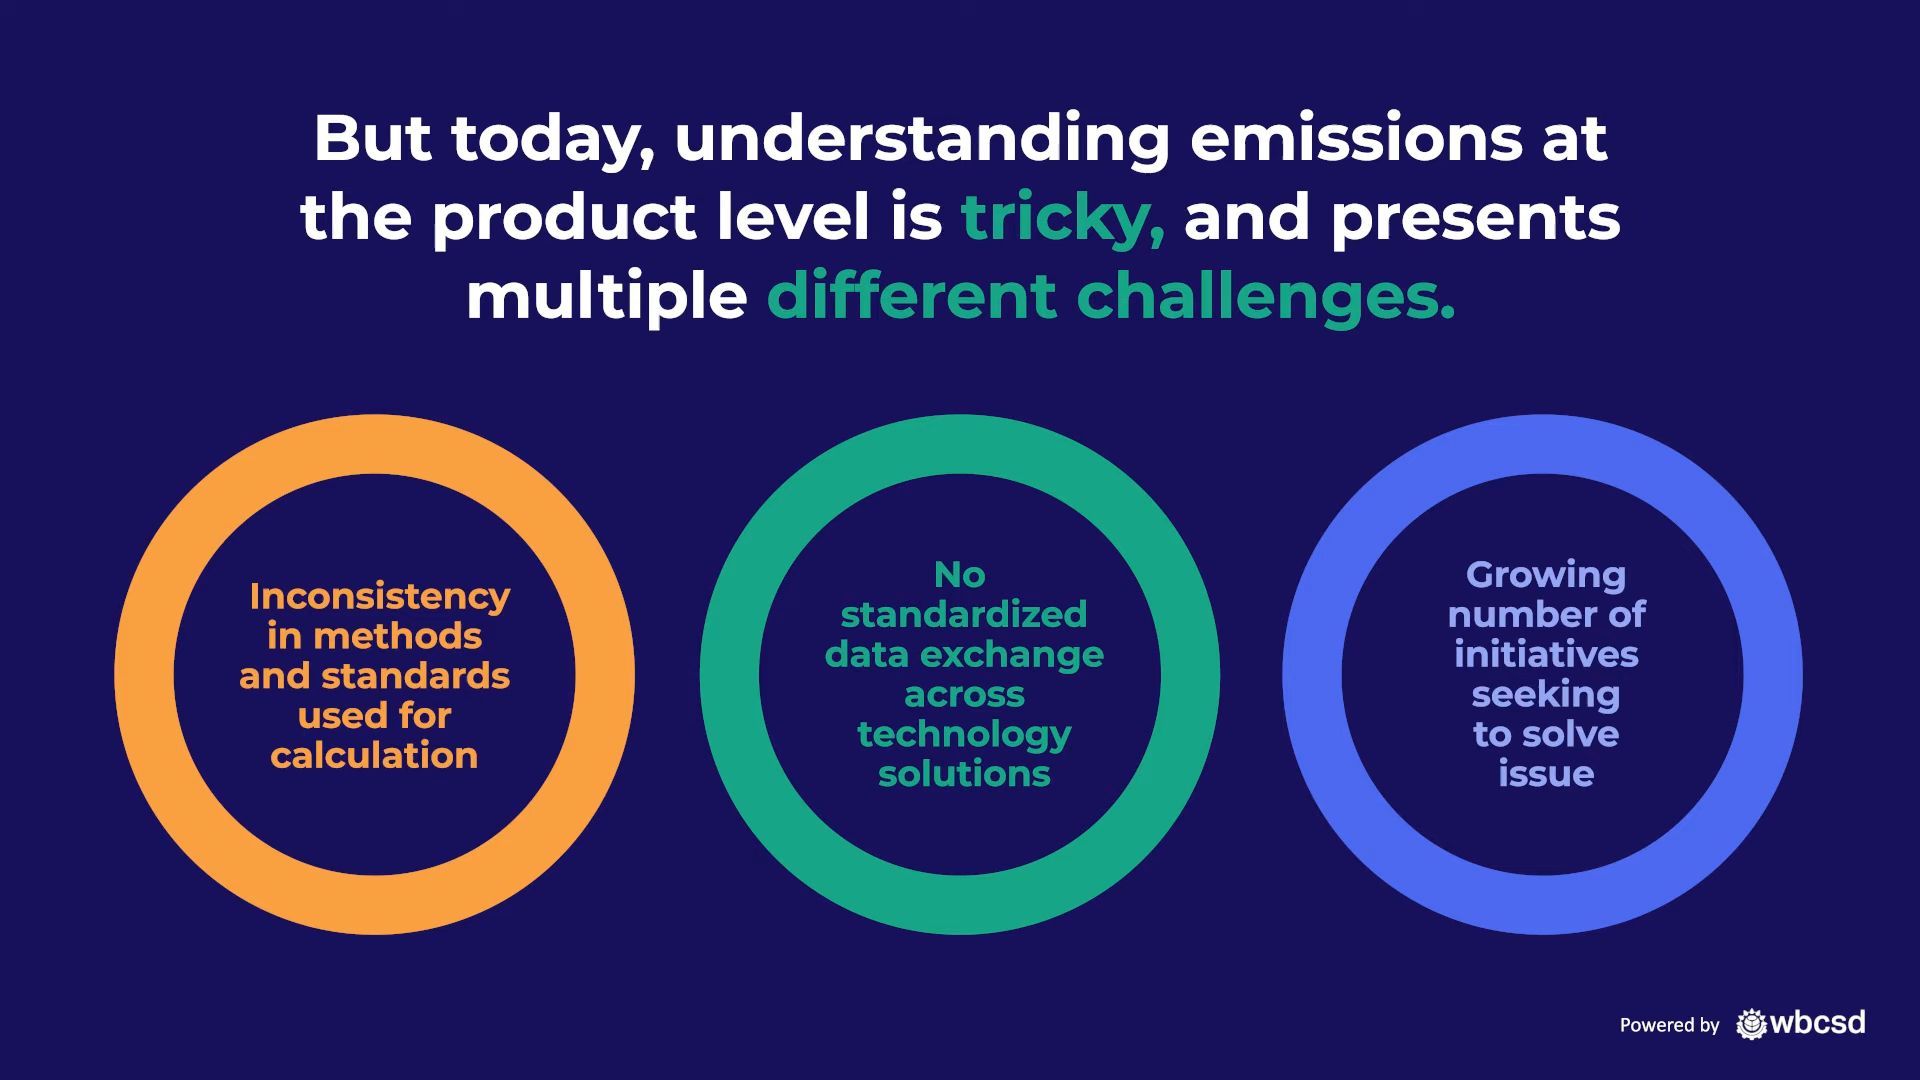 But today, understanding emissions at
the product level is tricky, and presents
multiple different challenges.
Inconsistency
in methods
and standards
used for
calculation
No
standardized
data exchange
across
technology
solutions
Growing
number of
initiatives
seeking
to solve
issue
Powered by wbcsd